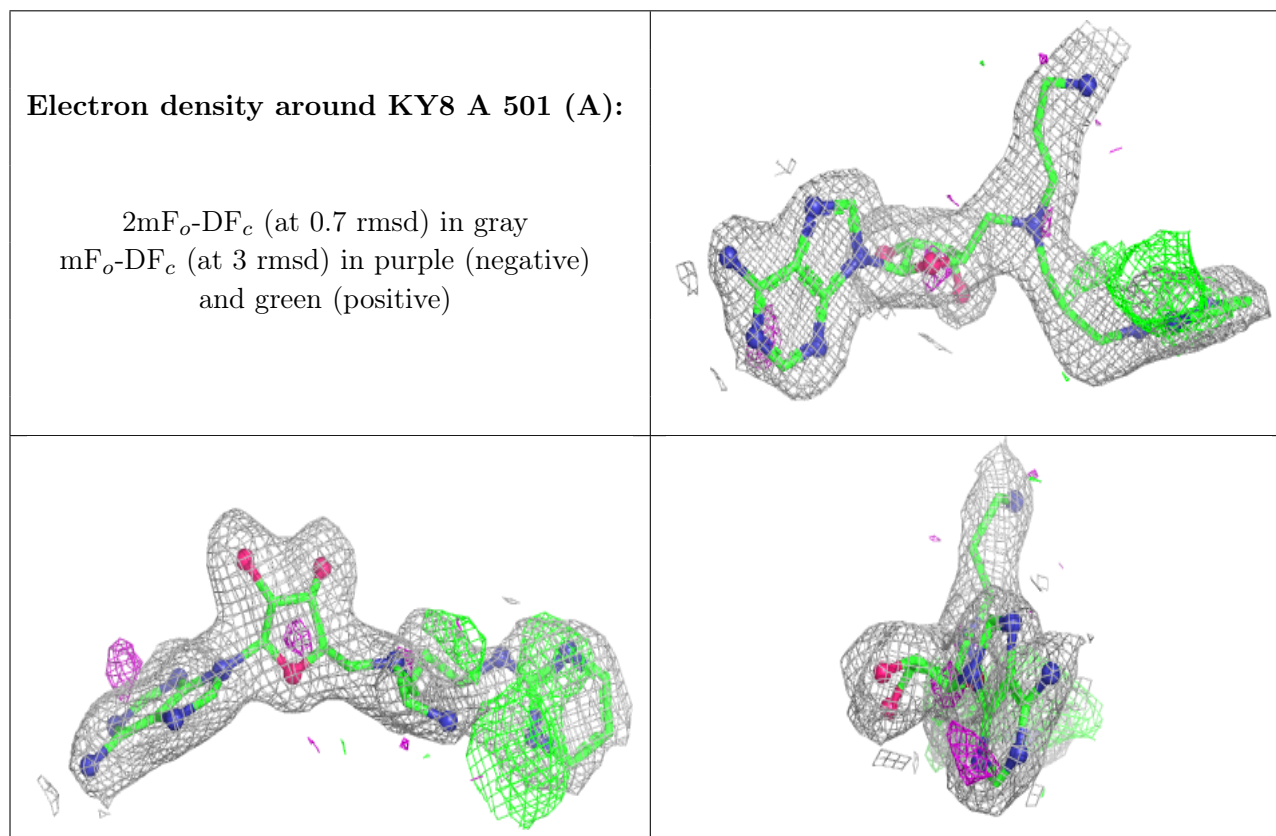 Electron density around KY8 A 501 (A):
2mFo-DFc (at 0.7 rmsd) in gray
mFo-DFc (at 3 rmsd) in purple (negative)
and green (positive)